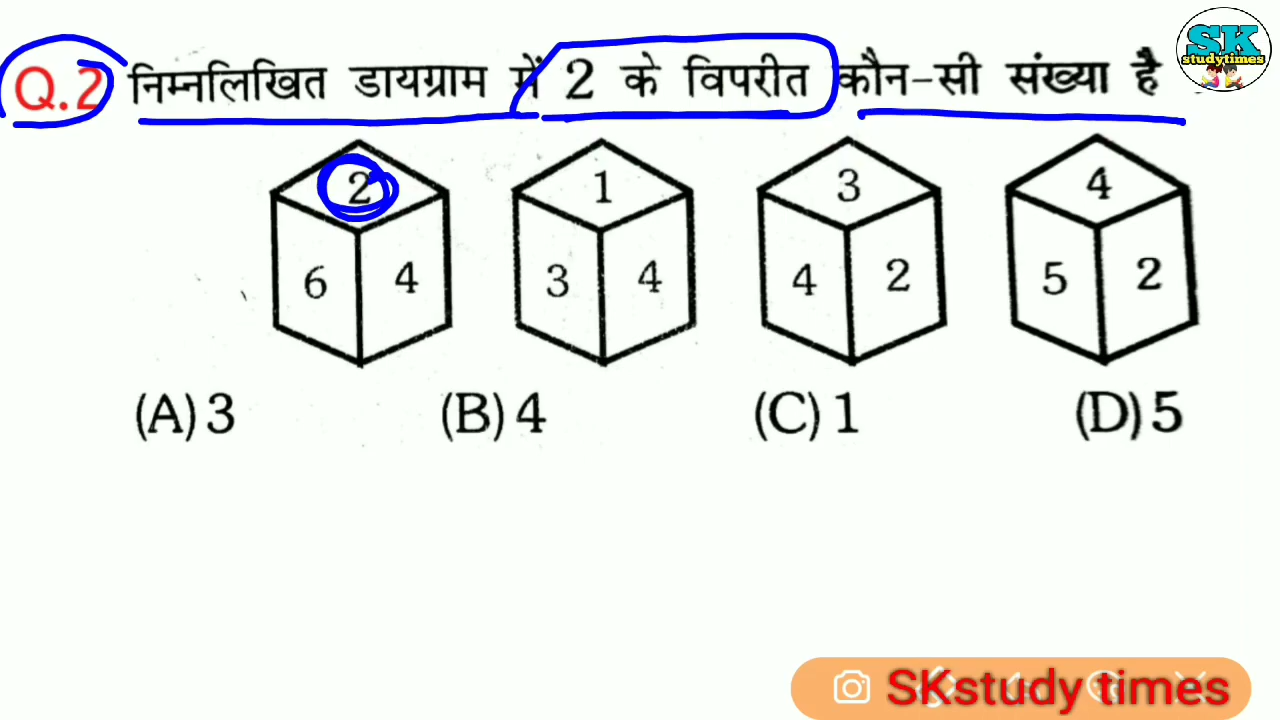 SK
studytimes
Q.2 निम्नलिखित डायग्राम में 2 के विपरीत कौन-सी संख्या है
2 1 3 4
6 4 3 4 4 2 5 2
(A) 3 (B) 4 (C) 1 (D) 5
SKstudy times